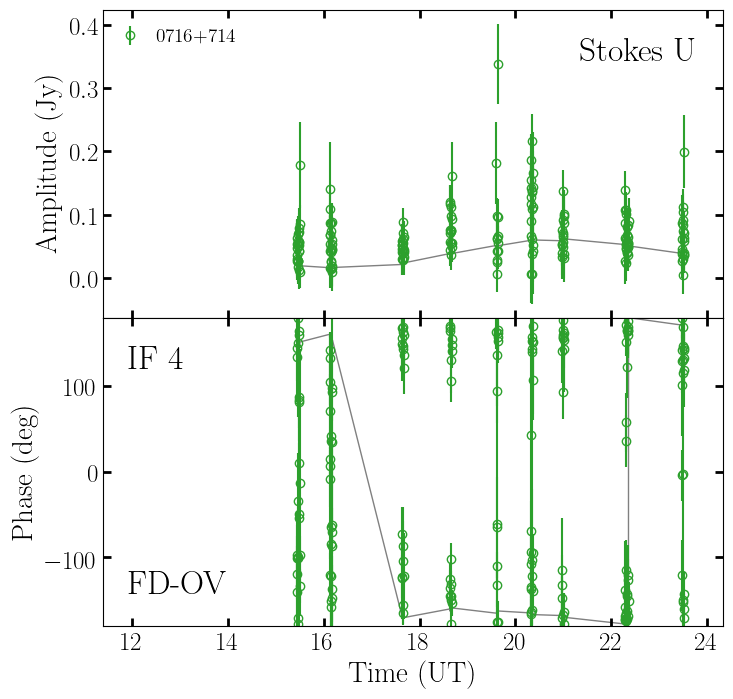 0716+714
Stokes U
0.4
0.3
0.2
0.1
0.0
Amplitude (Jy)
IF 4
100
0
−100
Phase (deg)
FD-OV
12 14 16 18 20 22 24
Time (UT)